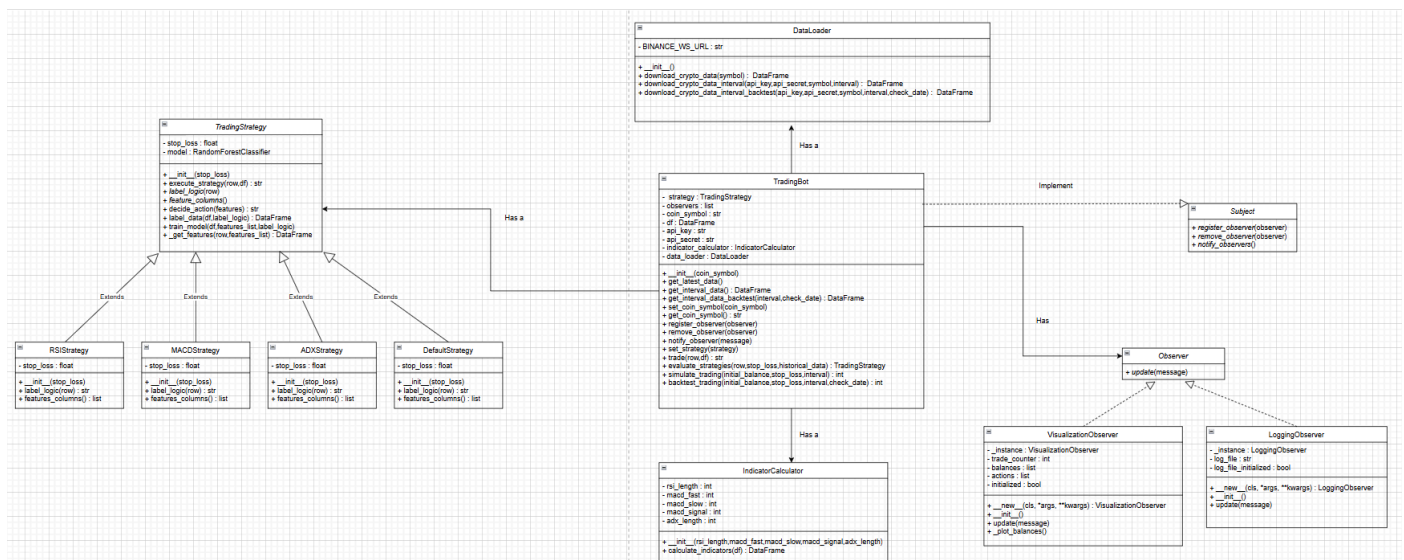 DataLoader
- BINANCE_WS_URL : str
+ __init__()
+ download_crypto_data(symbol) : DataFrame
+ download_crypto_data_interval(api_key,api_secret,symbol,interval) : DataFrame
+ download_crypto_data_interval_backtest(api_key,api_secret,symbol,interval,check_date) : DataFrame
Has a
TradingStrategy
- stop_loss : float
- model : RandomForestClassifier
+ __init__(stop_loss)
+ execute_strategy(row,df) : str
+ label_logic(row)
+ feature_columns()
+ decide_action(features) : str
+ label_data(df,label_logic) : DataFrame
+ train_model(df,features_list,label_logic)
+ _get_features(row,features_list) : DataFrame
Has a
Extends
Extends
Extends
Extends
RSIStrategy
- stop_loss : float
+ __init__(stop_loss)
+ label_logic(row) : str
+ features_columns() : list
MACDStrategy
- stop_loss : float
+ __init__(stop_loss)
+ label_logic(row) : str
+ features_columns() : list
ADXStrategy
- stop_loss : float
+ __init__(stop_loss)
+ label_logic(row) : str
+ features_columns() : list
DefaultStrategy
- stop_loss : float
+ __init__(stop_loss)
+ label_logic(row) : str
+ features_columns() : list
TradingBot
- strategy : TradingStrategy
- observers : list
- coin_symbol : str
- df : DataFrame
- api_key : str
- api_secret : str
- indicator_calculator : IndicatorCalculator
- data_loader : DataLoader
+ __init__(coin_symbol)
+ get_latest_data()
+ get_interval_data() : DataFrame
+ get_interval_data_backtest(interval,check_date) : DataFrame
+ set_coin_symbol(coin_symbol)
+ get_coin_symbol() : str
+ register_observer(observer)
+ remove_observer(observer)
+ notify_observer(message)
+ set_strategy(strategy)
+ trade(row,df) : str
+ evaluate_strategies(row,stop_loss,historical_data) : TradingStrategy
+ simulate_trading(initial_balance,stop_loss,interval) : int
+ backtest_trading(initial_balance,stop_loss,interval,check_date) : int
Implement
Subject
+ register_observer(observer)
+ remove_observer(observer)
+ notify_observers()
Has
Observer
+ update(message)
Has a
IndicatorCalculator
- rsi_length : int
- macd_fast : int
- macd_slow : int
- macd_signal : int
- adx_length : int
+ __init__(rsi_length,macd_fast,macd_slow,macd_signal,adx_length)
+ calculate_indicators(df) : DataFrame
VisualizationObserver
- _instance : VisualizationObserver
- trade_counter : int
- balances : list
- actions : list
- initialized : bool
+ __new__(cls, *args, **kwargs) : VisualizationObserver
+ __init__()
+ update(message)
+ _plot_balances()
LoggingObserver
- _instance : LoggingObserver
- log_file : str
- log_file_initialized : bool
+ __new__(cls, *args, **kwargs) : LoggingObserver
+ __init__()
+ update(message)